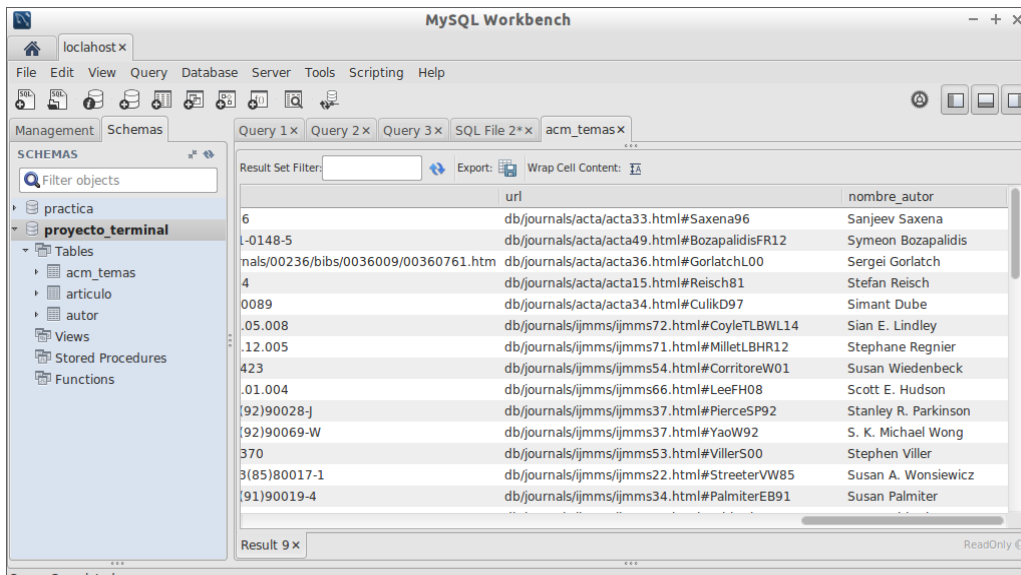 MySQL Workbench
loclahost
File Edit View Query Database Server Tools Scripting Help
Management Schemas
Query 1 Query 2 Query 3 SQL File 2* acm_temas
SCHEMAS
Filter objects
practica
proyecto_terminal
Tables
acm_temas
articulo
autor
Views
Stored Procedures
Functions
Result Set Filter: Export: Wrap Cell Content:
url nombre_autor
6 db/journals/acta/acta33.html#Saxena96 Sanjeev Saxena
1-0148-5 db/journals/acta/acta49.html#BozapalidisFR12 Symeon Bozapalidis
rnals/00236/bibs/0036009/00360761.htm db/journals/acta/acta36.html#GorlatchL00 Sergei Gorlatch
4 db/journals/acta/acta15.html#Reisch81 Stefan Reisch
0089 db/journals/acta/acta34.html#CulikD97 Simant Dube
.05.008 db/journals/ijmms/ijmms72.html#CoyleTLBWL14 Sian E. Lindley
.12.005 db/journals/ijmms/ijmms71.html#MilletLBHR12 Stephane Regnier
423 db/journals/ijmms/ijmms54.html#CorritoreW01 Susan Wiedenbeck
.01.004 db/journals/ijmms/ijmms66.html#LeeFH08 Scott E. Hudson
(92)90028-J db/journals/ijmms/ijmms37.html#PierceSP92 Stanley R. Parkinson
(92)90069-W db/journals/ijmms/ijmms37.html#YaoW92 S. K. Michael Wong
370 db/journals/ijmms/ijmms53.html#VillerS00 Stephen Viller
3(85)80017-1 db/journals/ijmms/ijmms22.html#StreeterVW85 Susan A. Wonsiewicz
(91)90019-4 db/journals/ijmms/ijmms34.html#PalmiterEB91 Susan Palmiter
Result 9 ReadOnly